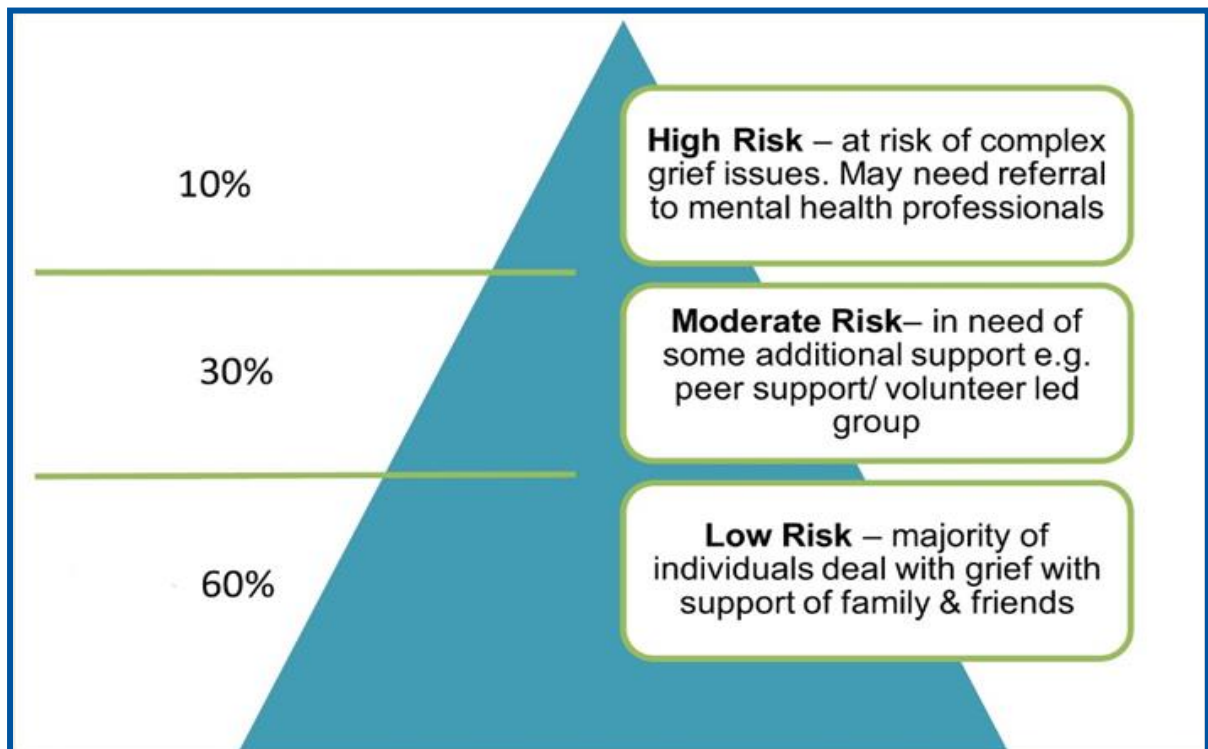 10%
High Risk – at risk of complex
grief issues. May need referral
to mental health professionals
30%
Moderate Risk– in need of
some additional support e.g.
peer support/ volunteer led
group
60%
Low Risk – majority of
individuals deal with grief with
support of family & friends